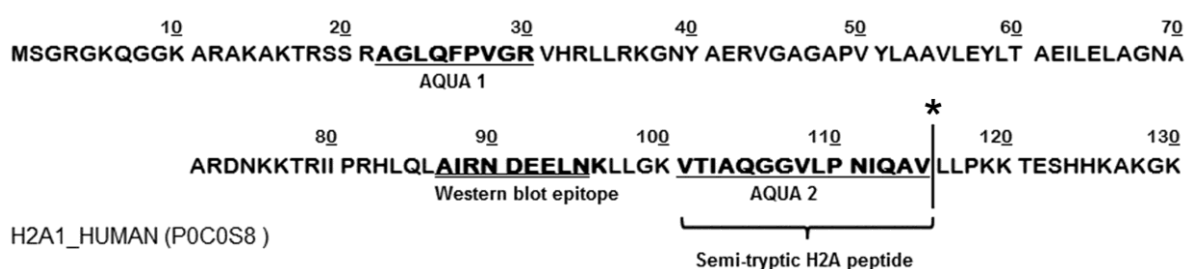 10 20 30 40 50 60 70
MSGRGKQGGK ARAKAKTRSS RAGLQFPVGR VHRLLRKGNY AERVGAGAPV YLAAVLEYLT AEILELAGNA
AQUA 1
*
80 90 100 110 120 130
ARDNKKTRII PRHLQLAIRN DEELNKLLGK VTIAQGGVLP NIQAV LLPKK TESHHKAKGK
Western blot epitope AQUA 2
H2A1_HUMAN (P0C0S8 )
Semi-tryptic H2A peptide